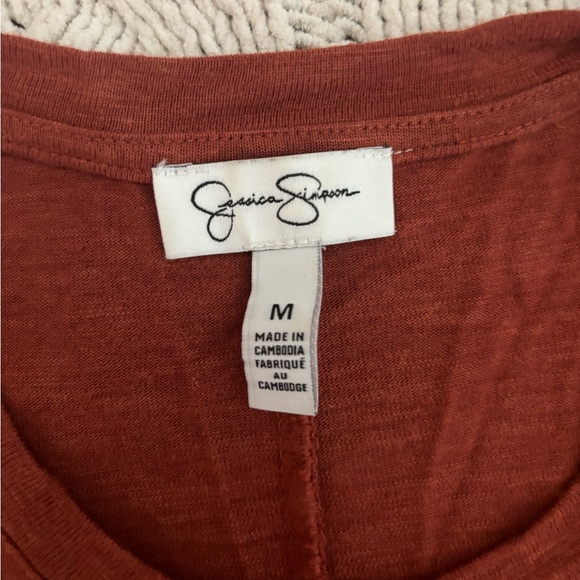 Jessica Simpson
M
MADE IN
CAMBODIA
FABRIQUÉ
AU
CAMBODGE